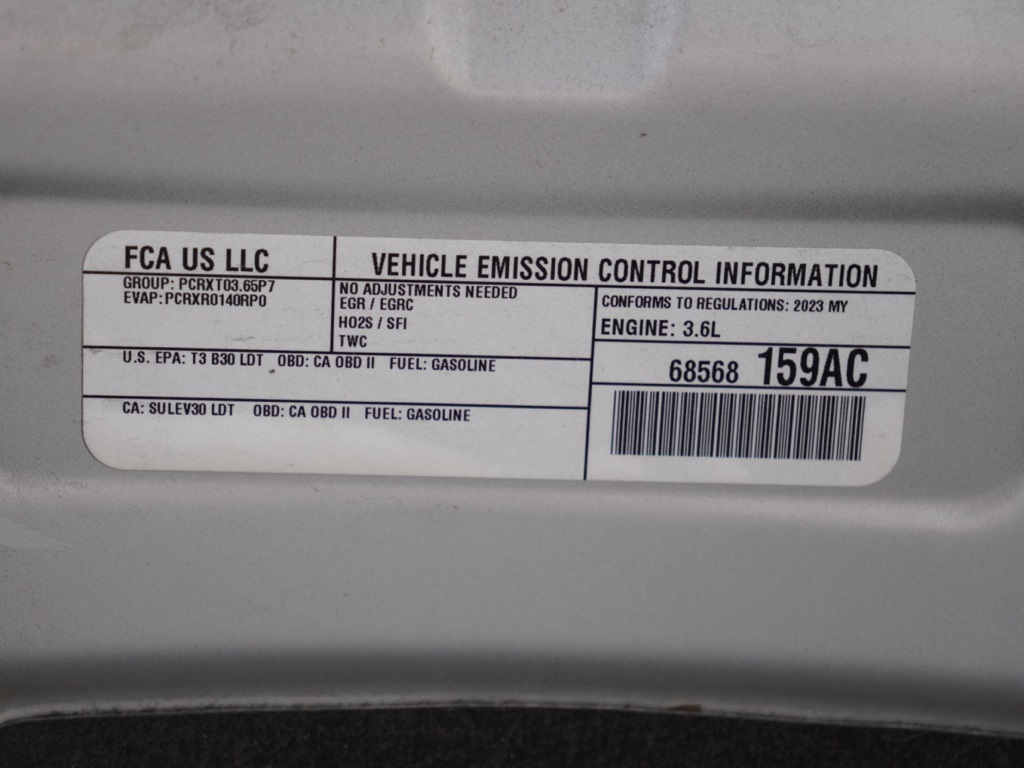 FCA US LLC
GROUP: PCRXT03.65P7
EVAP: PCRXR0140RP0
VEHICLE EMISSION CONTROL INFORMATION
NO ADJUSTMENTS NEEDED
EGR / EGRC
HO2S / SFI
TWC
CONFORMS TO REGULATIONS: 2023 MY
ENGINE: 3.6L
U.S. EPA: T3 B30 LDT OBD: CA OBD II FUEL: GASOLINE
68568 159AC
CA: SULEV30 LDT OBD: CA OBD II FUEL: GASOLINE